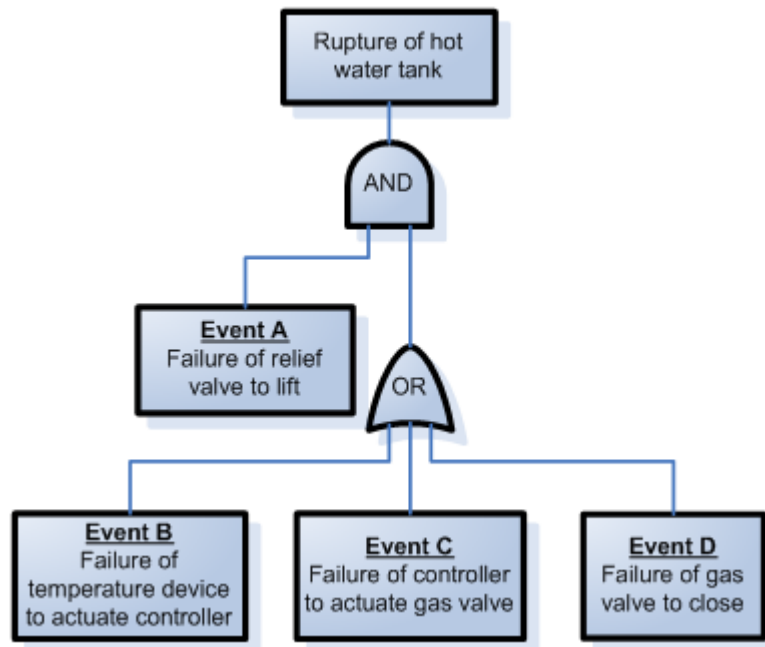 Rupture of hot
water tank
AND
Event A
Failure of relief
valve to lift
OR
Event B
Failure of
temperature device
to actuate controller
Event C
Failure of controller
to actuate gas valve
Event D
Failure of gas
valve to close